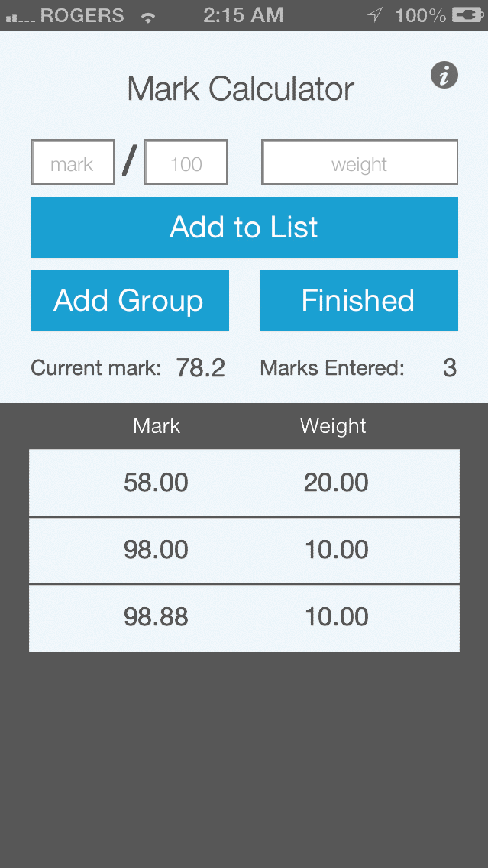 ROGERS 2:15 AM 100%
Mark Calculator
i
mark / 100 weight
Add to List
Add Group Finished
Current mark: 78.2 Marks Entered: 3
Mark Weight
58.00 20.00
98.00 10.00
98.88 10.00